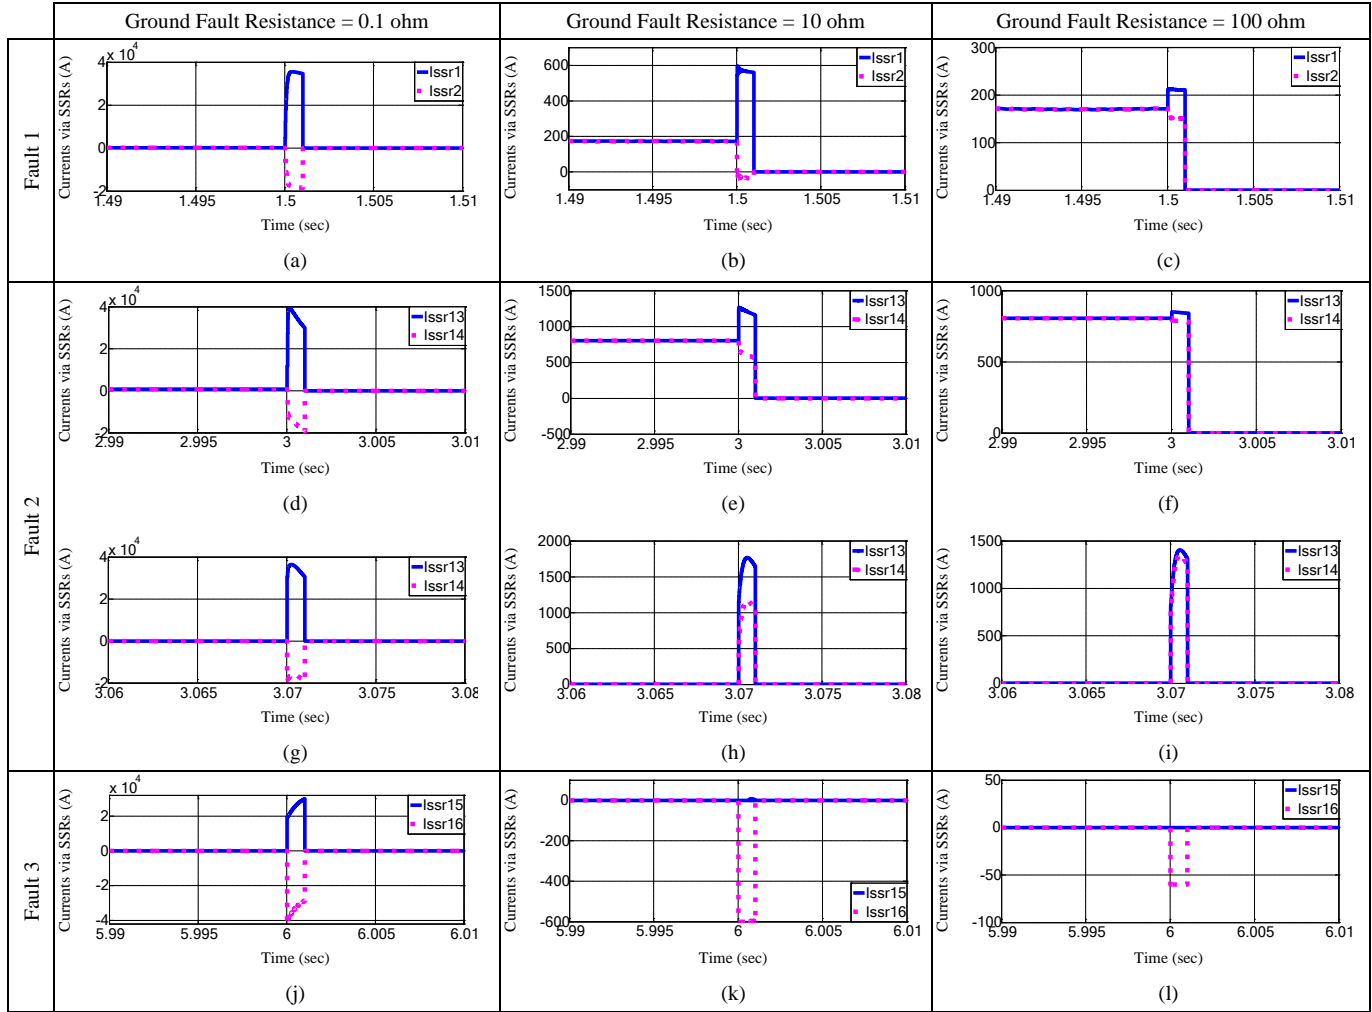 Ground Fault Resistance = 0.1 ohm
Ground Fault Resistance = 10 ohm
Ground Fault Resistance = 100 ohm
Fault 1
Currents via SSRs (A)
x 10^4
4
2
0
-2
1.49 1.495 1.5 1.505 1.51
Issr1
Issr2
Time (sec)
(a)
Currents via SSRs (A)
600
400
200
0
1.49 1.495 1.5 1.505 1.51
Issr1
Issr2
Time (sec)
(b)
Currents via SSRs (A)
300
200
100
0
1.49 1.495 1.5 1.505 1.51
Issr1
Issr2
Time (sec)
(c)
Fault 2
Currents via SSRs (A)
x 10^4
4
2
0
-2
2.99 2.995 3 3.005 3.01
Issr13
Issr14
Time (sec)
(d)
Currents via SSRs (A)
1500
1000
500
0
-500
2.99 2.995 3 3.005 3.01
Issr13
Issr14
Time (sec)
(e)
Currents via SSRs (A)
1000
500
0
2.99 2.995 3 3.005 3.01
Issr13
Issr14
Time (sec)
(f)
Currents via SSRs (A)
x 10^4
4
2
0
-2
3.06 3.065 3.07 3.075 3.08
Issr13
Issr14
Time (sec)
(g)
Currents via SSRs (A)
2000
1500
1000
500
0
3.06 3.065 3.07 3.075 3.08
Issr13
Issr14
Time (sec)
(h)
Currents via SSRs (A)
1500
1000
500
0
3.06 3.065 3.07 3.075 3.08
Issr13
Issr14
Time (sec)
(i)
Fault 3
Currents via SSRs (A)
x 10^4
2
0
-2
-4
5.99 5.995 6 6.005 6.01
Issr15
Issr16
Time (sec)
(j)
Currents via SSRs (A)
0
-200
-400
-600
5.99 5.995 6 6.005 6.01
Issr15
Issr16
Time (sec)
(k)
Currents via SSRs (A)
50
0
-50
-100
5.99 5.995 6 6.005 6.01
Issr15
Issr16
Time (sec)
(l)